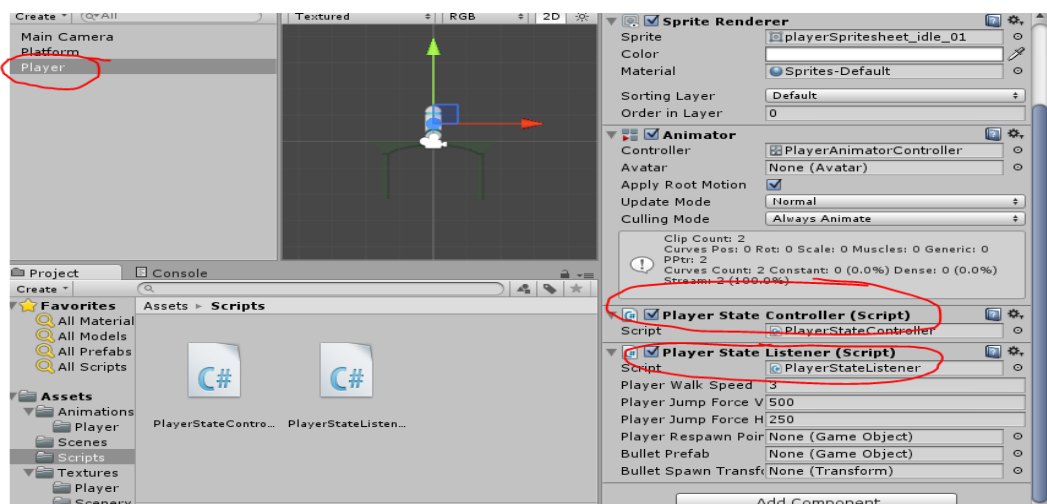 Create
All
Main Camera
Platform
Player
Textured
RGB
2D
Sprite Renderer
Sprite
playerSpritesheet_idle_01
Color
Material
Sprites-Default
Sorting Layer
Default
Order in Layer
0
Animator
Controller
PlayerAnimatorController
Avatar
None (Avatar)
Apply Root Motion
Update Mode
Normal
Culling Mode
Always Animate
Clip Count: 2
Curves Pos: 0 Rot: 0 Scale: 0 Muscles: 0 Generic: 0
PPtr: 2
Curves Count: 2 Constant: 0 (0.0%) Dense: 0 (0.0%)
Stream: 2 (100.0%)
Player State Controller (Script)
Script
PlayerStateController
Player State Listener (Script)
Script
PlayerStateListener
Player Walk Speed
3
Player Jump Force V
500
Player Jump Force H
250
Player Respawn Poin
None (Game Object)
Bullet Prefab
None (Game Object)
Bullet Spawn Transfo
None (Transform)
Add Component
Project
Console
Create
Favorites
All Material
All Models
All Prefabs
All Scripts
Assets
Animations
Player
Scenes
Scripts
Textures
Player
Scenery
Assets
Scripts
C#
C#
PlayerStateContro...
PlayerStateListen...